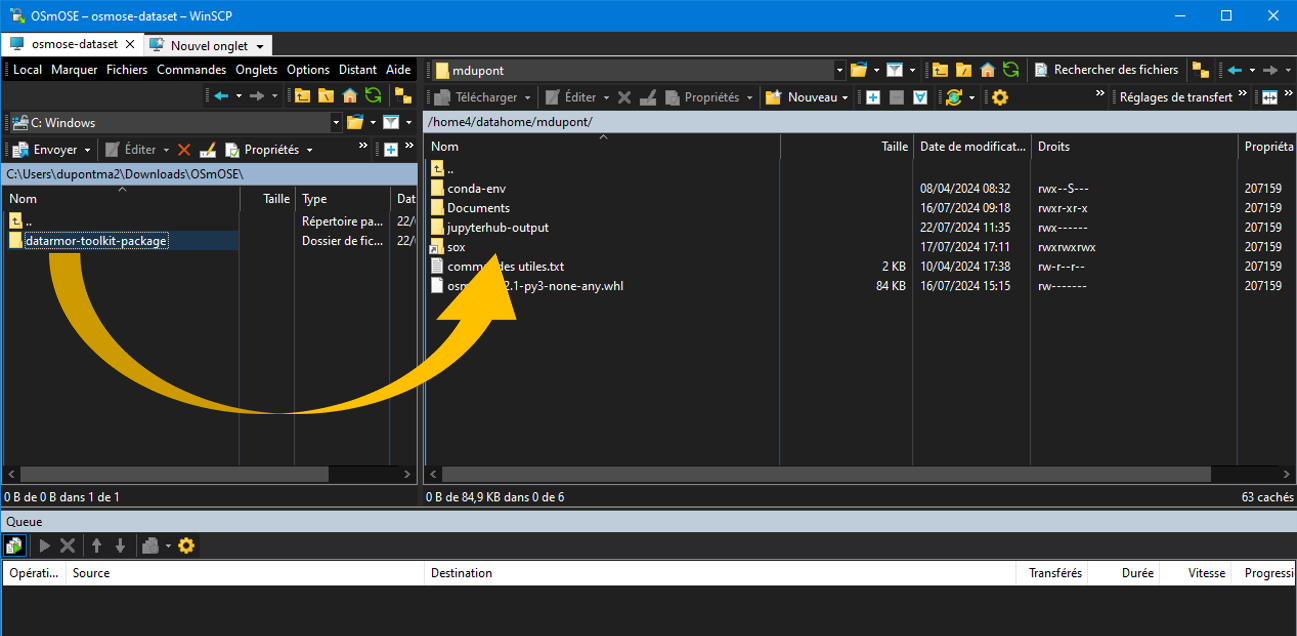 OSmOSE – osmose-dataset – WinSCP
osmose-dataset Nouvel onglet
Local Marquer Fichiers Commandes Onglets Options Distant Aide
C: Windows
Envoyer Éditer Propriétés
C:\Users\dupontma2\Downloads\OSmOSE\
Nom Taille Type Dat
.. Répertoire pa... 22/
datarmor-toolkit-package Dossier de fic... 22/
0 B de 0 B dans 1 de 1
mdupont Rechercher des fichiers
Télécharger Éditer Propriétés Nouveau Réglages de transfert
/home4/datahome/mdupont/
Nom Taille Date de modificat... Droits Propriéta
..
conda-env 08/04/2024 08:32 rwx--S--- 207159
Documents 16/07/2024 09:18 rwxr-xr-x 207159
jupyterhub-output 22/07/2024 11:35 rwx------ 207159
sox 17/07/2024 17:11 rwxrwxrwx 207159
comm des utiles.txt 2 KB 10/04/2024 17:38 rw-r--r-- 207159
osm 2.1-py3-none-any.whl 84 KB 16/07/2024 15:15 rw------- 207159
0 B de 84,9 KB dans 0 de 6 63 cachés
Queue
Opérati... Source Destination Transférés Durée Vitesse Progressi